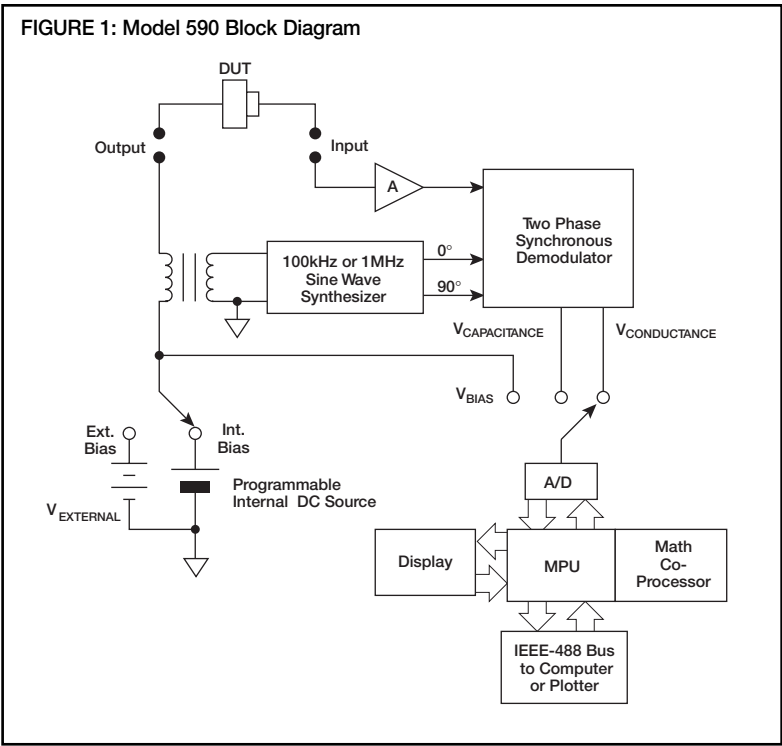 FIGURE 1: Model 590 Block Diagram
DUT
Output
Input
A
Two Phase
Synchronous
Demodulator
100kHz or 1MHz
Sine Wave
Synthesizer
0°
90°
VCAPACITANCE
VCONDUCTANCE
VBIAS
Ext.
Bias
Int.
Bias
VEXTERNAL
Programmable
Internal DC Source
A/D
Display
MPU
Math
Co-
Processor
IEEE-488 Bus
to Computer
or Plotter